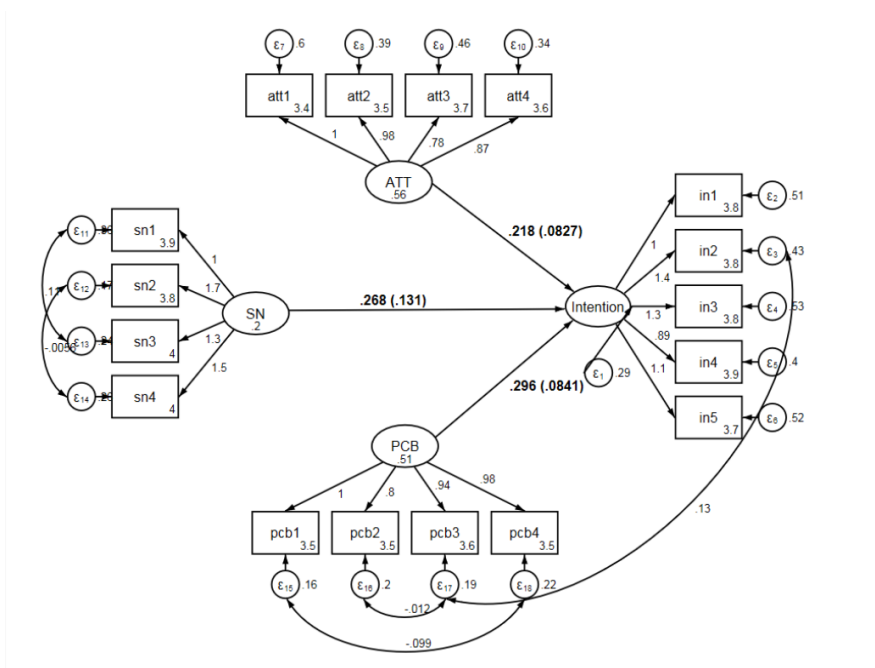 ε7 .6 ε8 .39 ε9 .46 ε10 .34
att1 3.4 att2 3.5 att3 3.7 att4 3.6
1 .98 .78 .87
ATT
.56
in1 3.8 ε2 .51
ε11 sn1 3.9
.218 (.0827)
1
in2 3.8 ε3 .43
1 1.4
ε12 sn2 3.8
1.7
.268 (.131)
SN
.2
Intention
1.3
in3 3.8 ε4 .53
ε13 sn3 4
1.3
.89
-.0056
1.5
1.1
in4 3.9 ε5 .4
ε14 sn4 4
.296 (.0841)
ε1 .29
in5 3.7 ε6 .52
PCB
.51
1 .8 .94 .98
.13
pcb1 3.5 pcb2 3.5 pcb3 3.6 pcb4 3.5
ε15 .16 ε16 .2 ε17 .19 ε18 .22
-.012
-.099